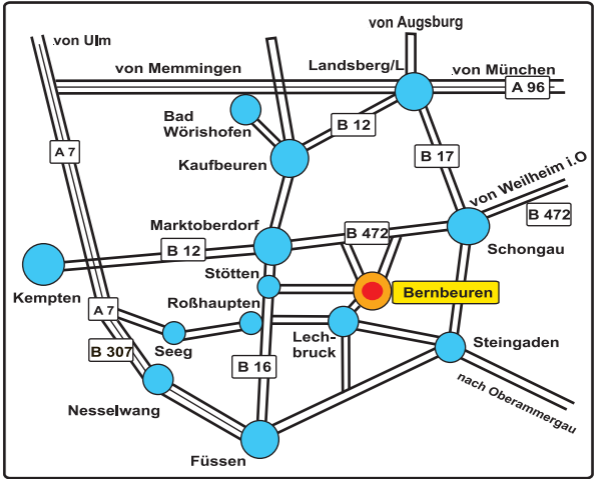 von Augsburg
von Ulm
von Memmingen
Landsberg/L
von München
A 96
Bad
Wörishofen
B 12
A 7
B 17
Kaufbeuren
von Weilheim i.O
B 472
Marktoberdorf
B 472
B 12
Schongau
Stötten
Kempten
Bernbeuren
Roßhaupten
A 7
Seeg
Lech-
bruck
Steingaden
B 307
B 16
nach Oberammergau
Nesselwang
Füssen